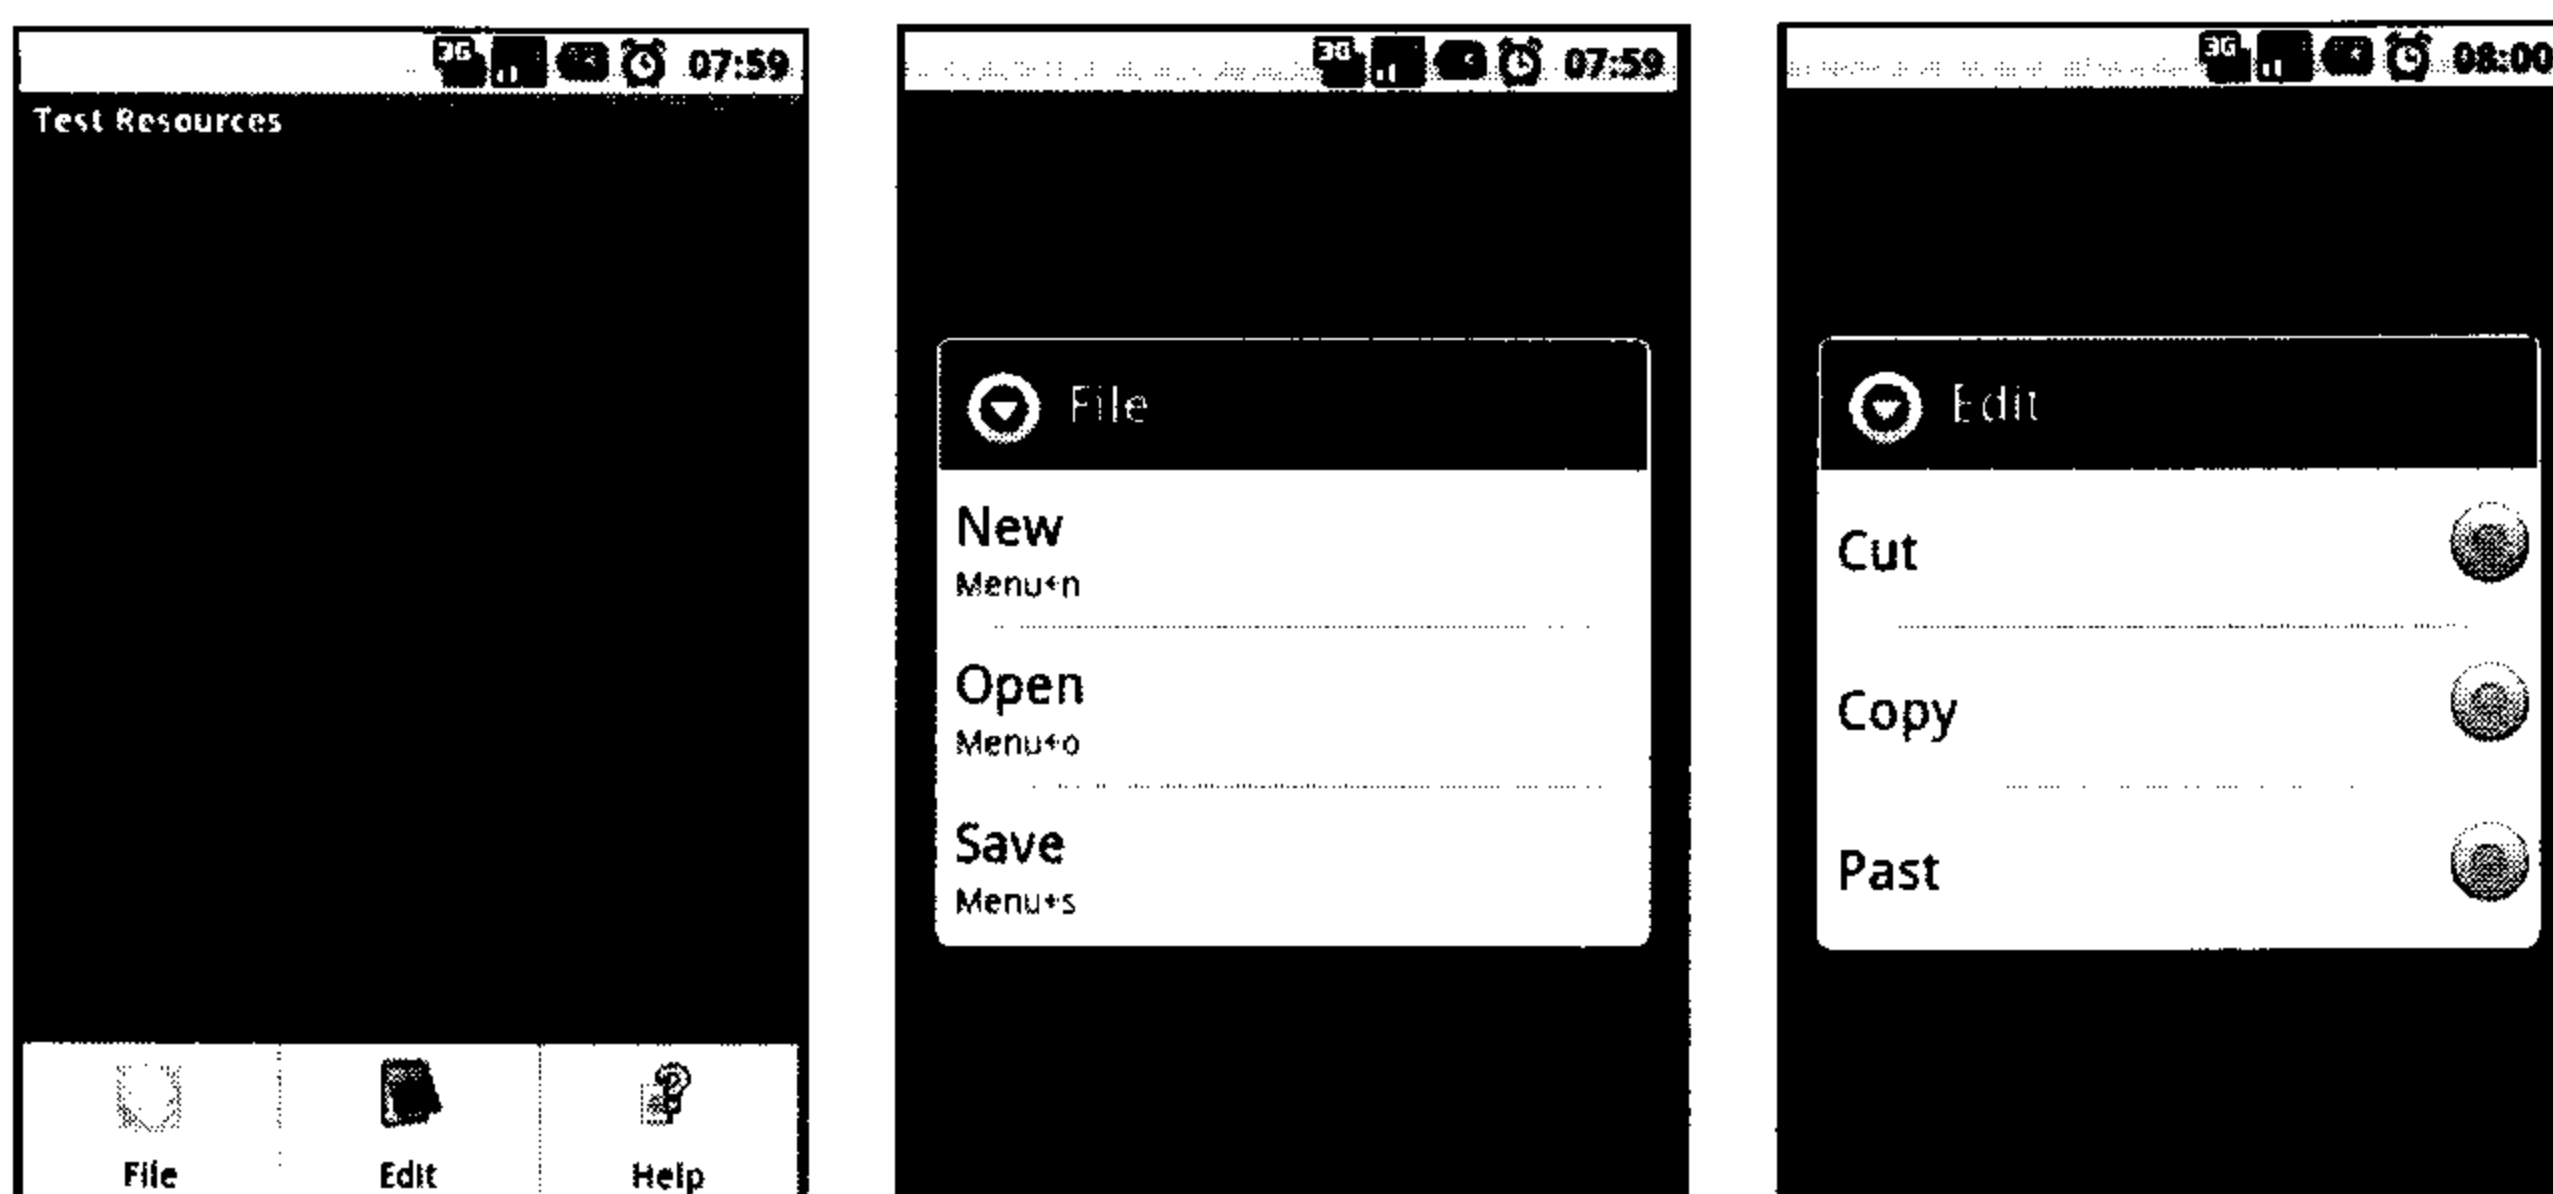 3G 07:59
Test Resources
File Edit Help
3G 07:59
File
New
Menu+n
Open
Menu+o
Save
Menu+s
3G 08:00
Edit
Cut
Copy
Past